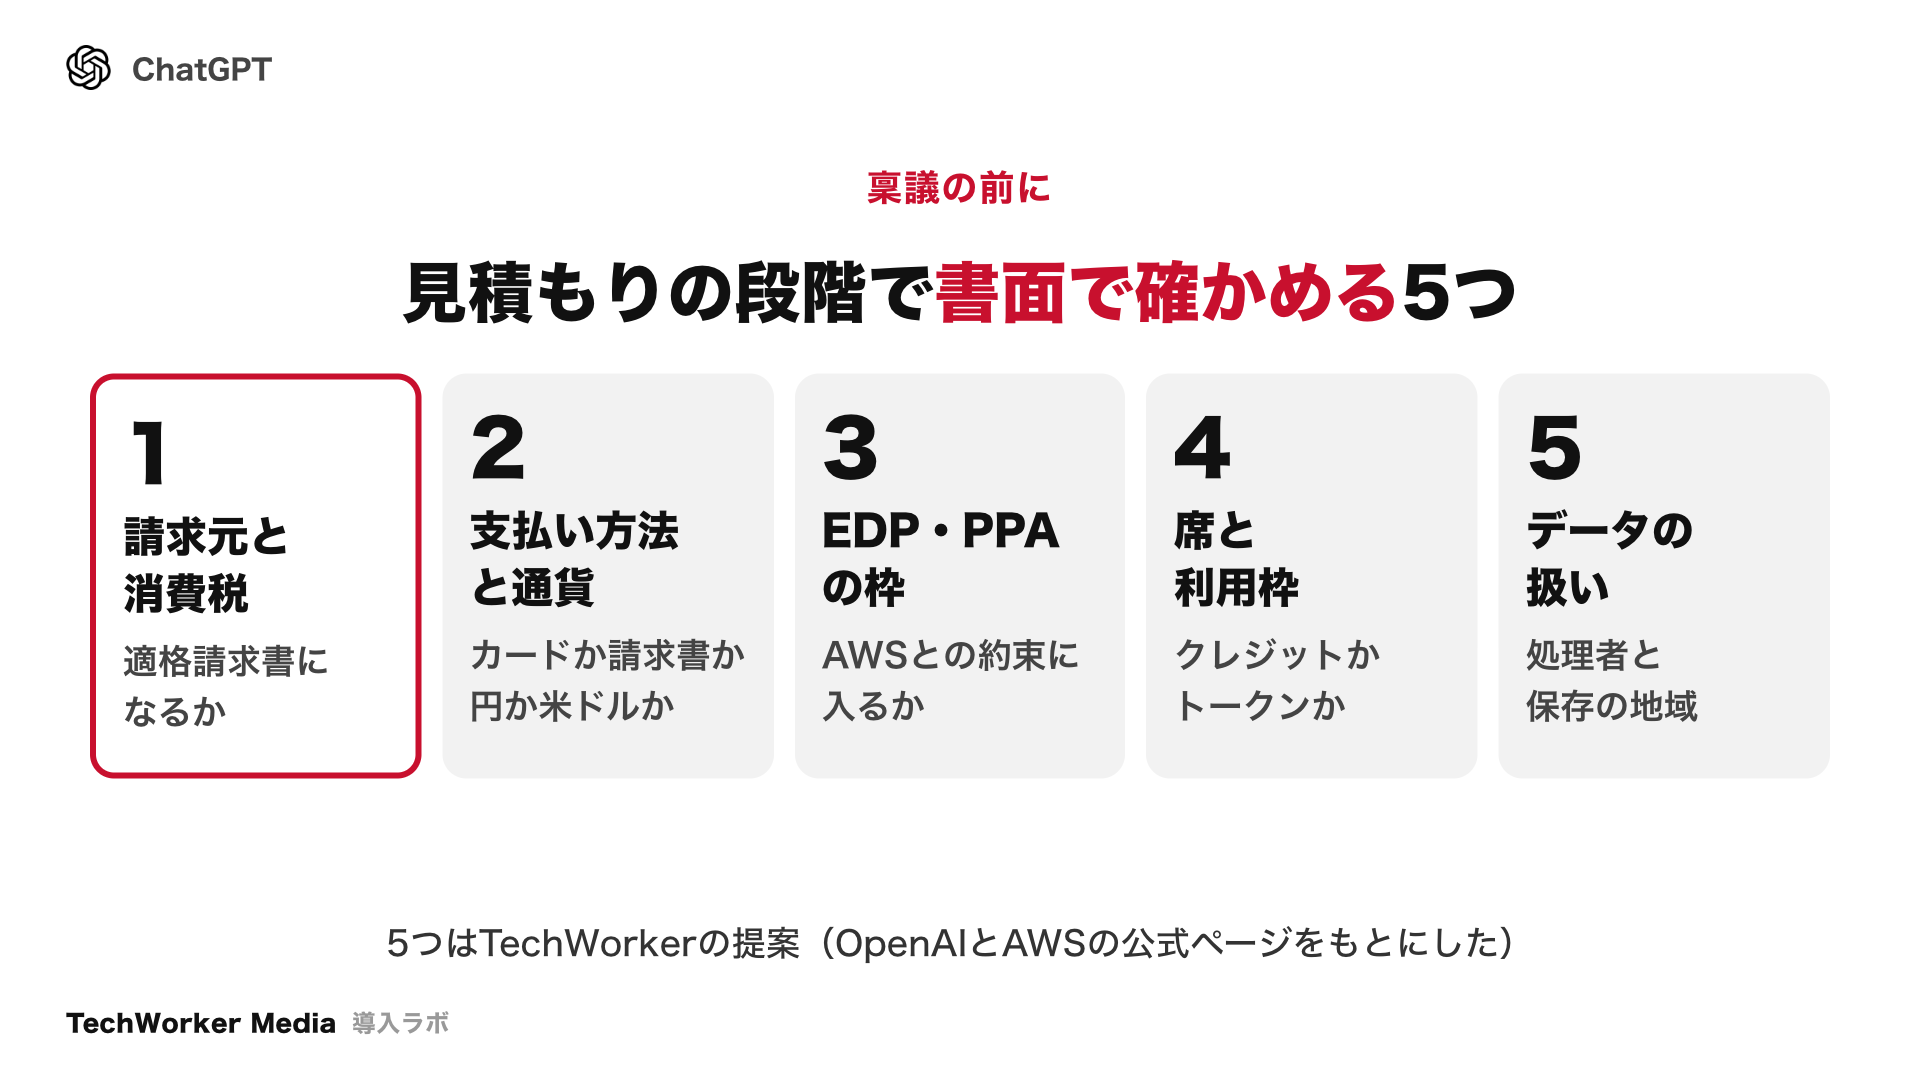 ChatGPT
稟議の前に
見積もりの段階で書面で確かめる5つ
1
請求元と
消費税
適格請求書に
なるか
2
支払い方法
と通貨
カードか請求書か
円か米ドルか
3
EDP・PPA
の枠
AWSとの約束に
入るか
4
席と
利用枠
クレジットか
トークンか
5
データの
扱い
処理者と
保存の地域
5つはTechWorkerの提案（OpenAIとAWSの公式ページをもとにした）
TechWorker Media 導入ラボ